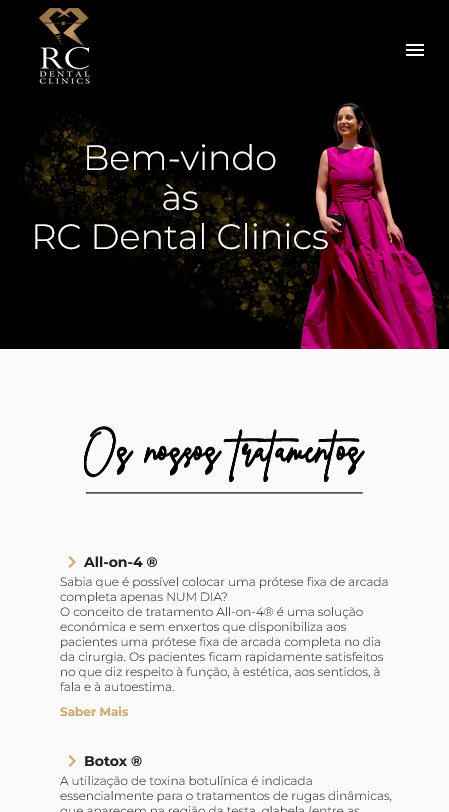 RC
DENTAL
CLINICS
Bem-vindo
às
RC Dental Clinics
Os nossos tratamentos
All-on-4 ®
Sabia que é possível colocar uma prótese fixa de arcada
completa apenas NUM DIA?
O conceito de tratamento All-on-4® é uma solução
económica e sem enxertos que disponibiliza aos
pacientes uma prótese fixa de arcada completa no dia
da cirurgia. Os pacientes ficam rapidamente satisfeitos
no que diz respeito à função, à estética, aos sentidos, à
fala e à autoestima.
Saber Mais
Botox ®
A utilização de toxina botulínica é indicada
essencialmente para o tratamentos de rugas dinâmicas,
que aparecem na região da testa, glabela (entre as